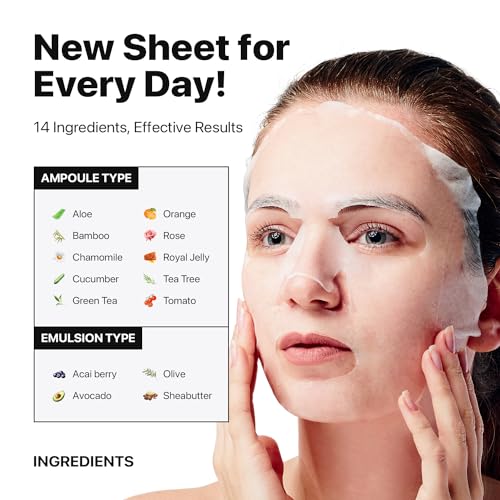 New Sheet for
Every Day!
14 Ingredients, Effective Results
AMPOULE TYPE
Aloe
Bamboo
Chamomile
Cucumber
Green Tea
Orange
Rose
Royal Jelly
Tea Tree
Tomato
EMULSION TYPE
Acai berry
Avocado
Olive
Sheabutter
INGREDIENTS